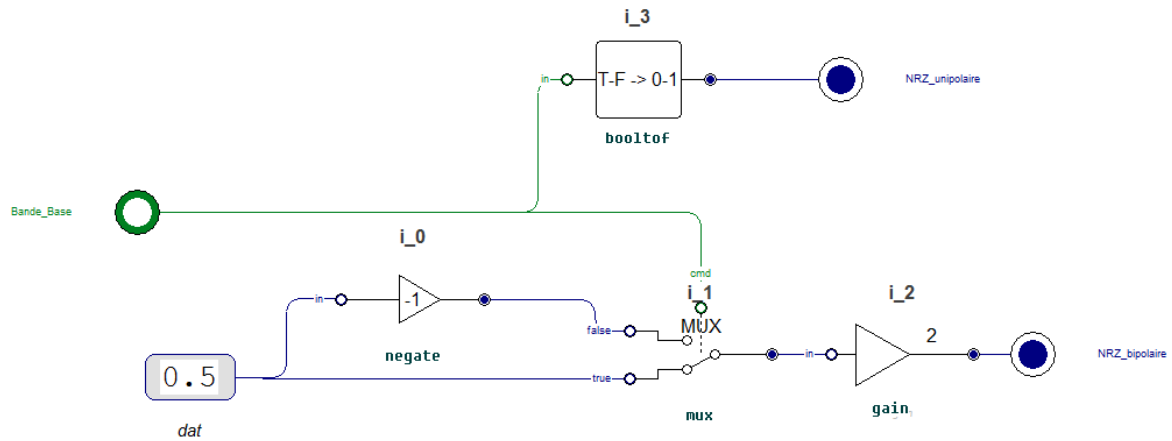 i_3
in
T-F -> 0-1
NRZ_unipolaire
booltof
Bande_Base
i_0
cmd
i_1
i_2
in
-1
false
MUX
2
negate
in
NRZ_bipolaire
0.5
true
mux
gain
dat